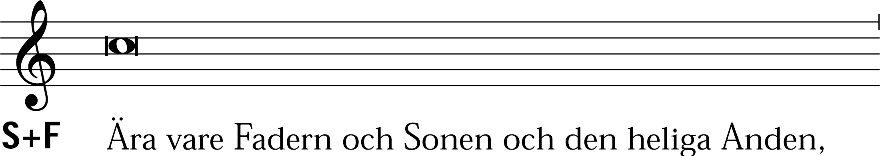 S+F Ära vare Fadern och Sonen och den heliga Anden,